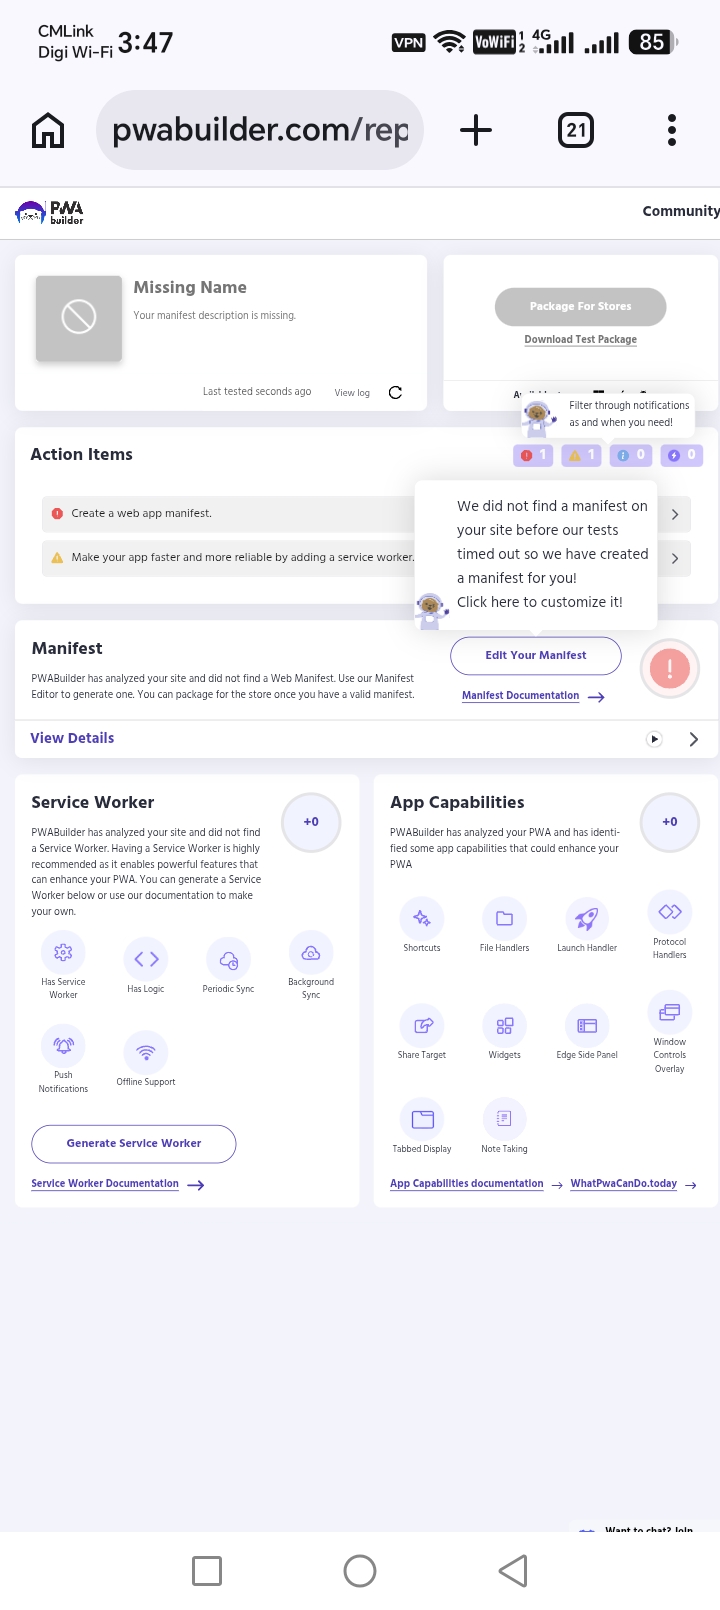 CMLink
Digi Wi-Fi
3:47
VPN
VoWiFi
1
2
4G
85
pwabuilder.com/rep
21
PWA
builder
Community
Missing Name
Your manifest description is missing.
Last tested seconds ago
View log
Package For Stores
Download Test Package
Filter through notifications
as and when you need!
Action Items
1
1
0
0
Create a web app manifest.
Make your app faster and more reliable by adding a service worker.
We did not find a manifest on
your site before our tests
timed out so we have created
a manifest for you!
Click here to customize it!
Manifest
PWABuilder has analyzed your site and did not find a Web Manifest. Use our Manifest
Editor to generate one. You can package for the store once you have a valid manifest.
Edit Your Manifest
Manifest Documentation
View Details
Service Worker
+0
PWABuilder has analyzed your site and did not find
a Service Worker. Having a Service Worker is highly
recommended as it enables powerful features that
can enhance your PWA. You can generate a Service
Worker below or use our documentation to make
your own.
Has Service
Worker
Has Logic
Periodic Sync
Background
Sync
Push
Notifications
Offline Support
Generate Service Worker
Service Worker Documentation
App Capabilities
+0
PWABuilder has analyzed your PWA and has identi-
fied some app capabilities that could enhance your
PWA
Shortcuts
File Handlers
Launch Handler
Protocol
Handlers
Share Target
Widgets
Edge Side Panel
Window
Controls
Overlay
Tabbed Display
Note Taking
App Capabilities documentation
WhatPwaCanDo.today
Want to chat? Join